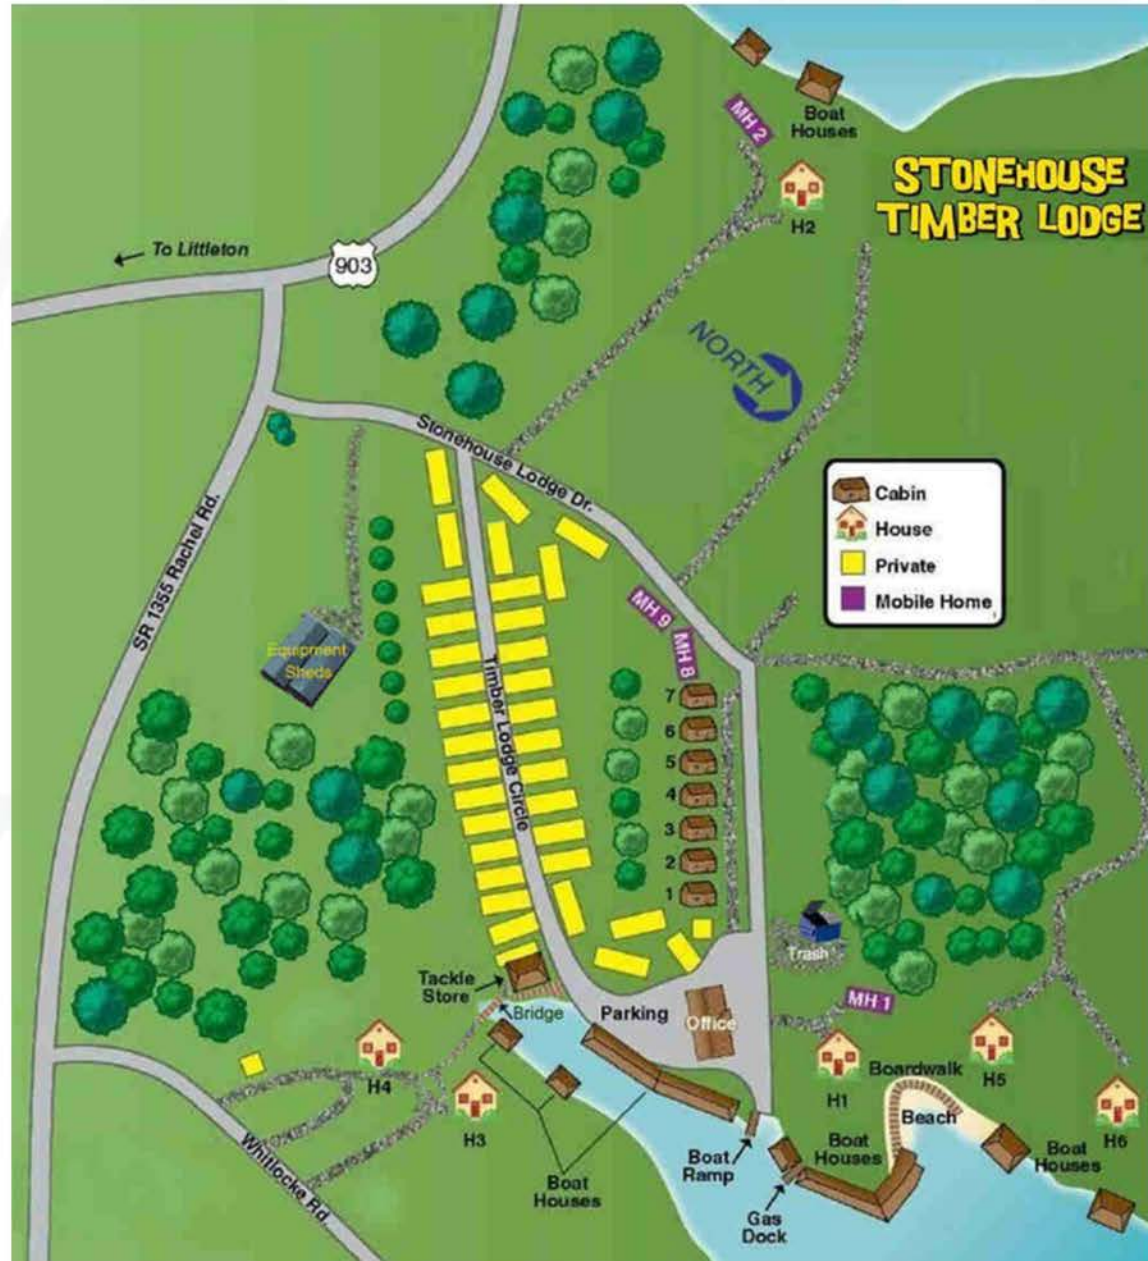 MH 2
Boat
Houses
STONEHOUSE
TIMBER LODGE
H2
To Littleton
903
NORTH
Stonehouse Lodge Dr.
Cabin
House
Private
Mobile Home
SR 1355 Rachel Rd.
MH 9
MH 8
Equipment
Sheds
Timber Lodge Circle
7
6
5
4
3
2
1
Trash
Tackle
Store
Bridge
Parking
Office
MH 1
H4
H3
H1
Boardwalk
H5
Beach
H6
Whitlocke Rd.
Boat
Houses
Boat
Ramp
Boat
Houses
Boat
Houses
Gas
Dock